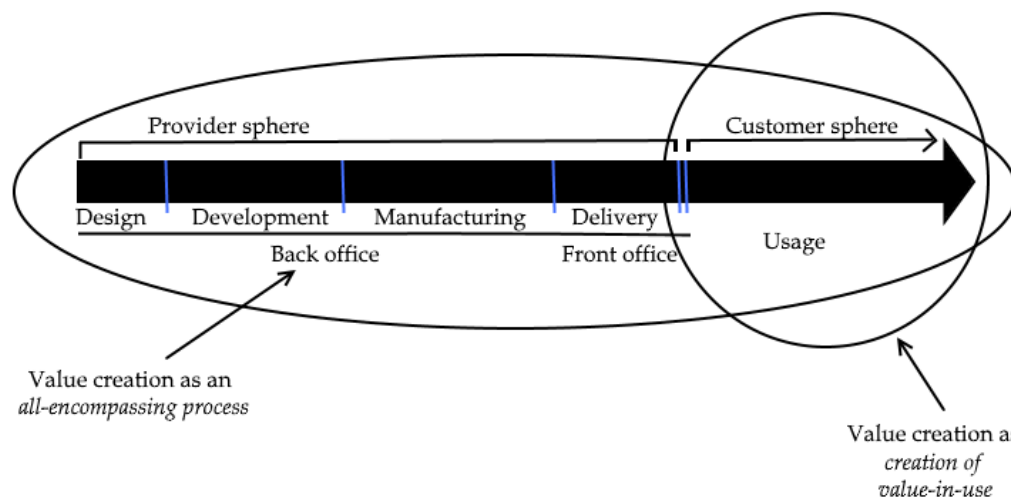 Provider sphere
Customer sphere
Design
Development
Manufacturing
Delivery
Back office
Front office
Usage
Value creation as an
all-encompassing process
Value creation as
creation of
value-in-use